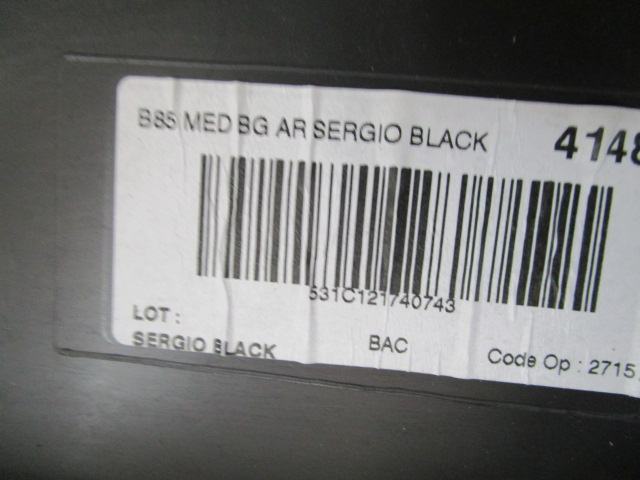 B85 MED BG AR SERGIO BLACK 4148
531C121740743
LOT :
SERGIO BLACK BAC Code Op : 2715